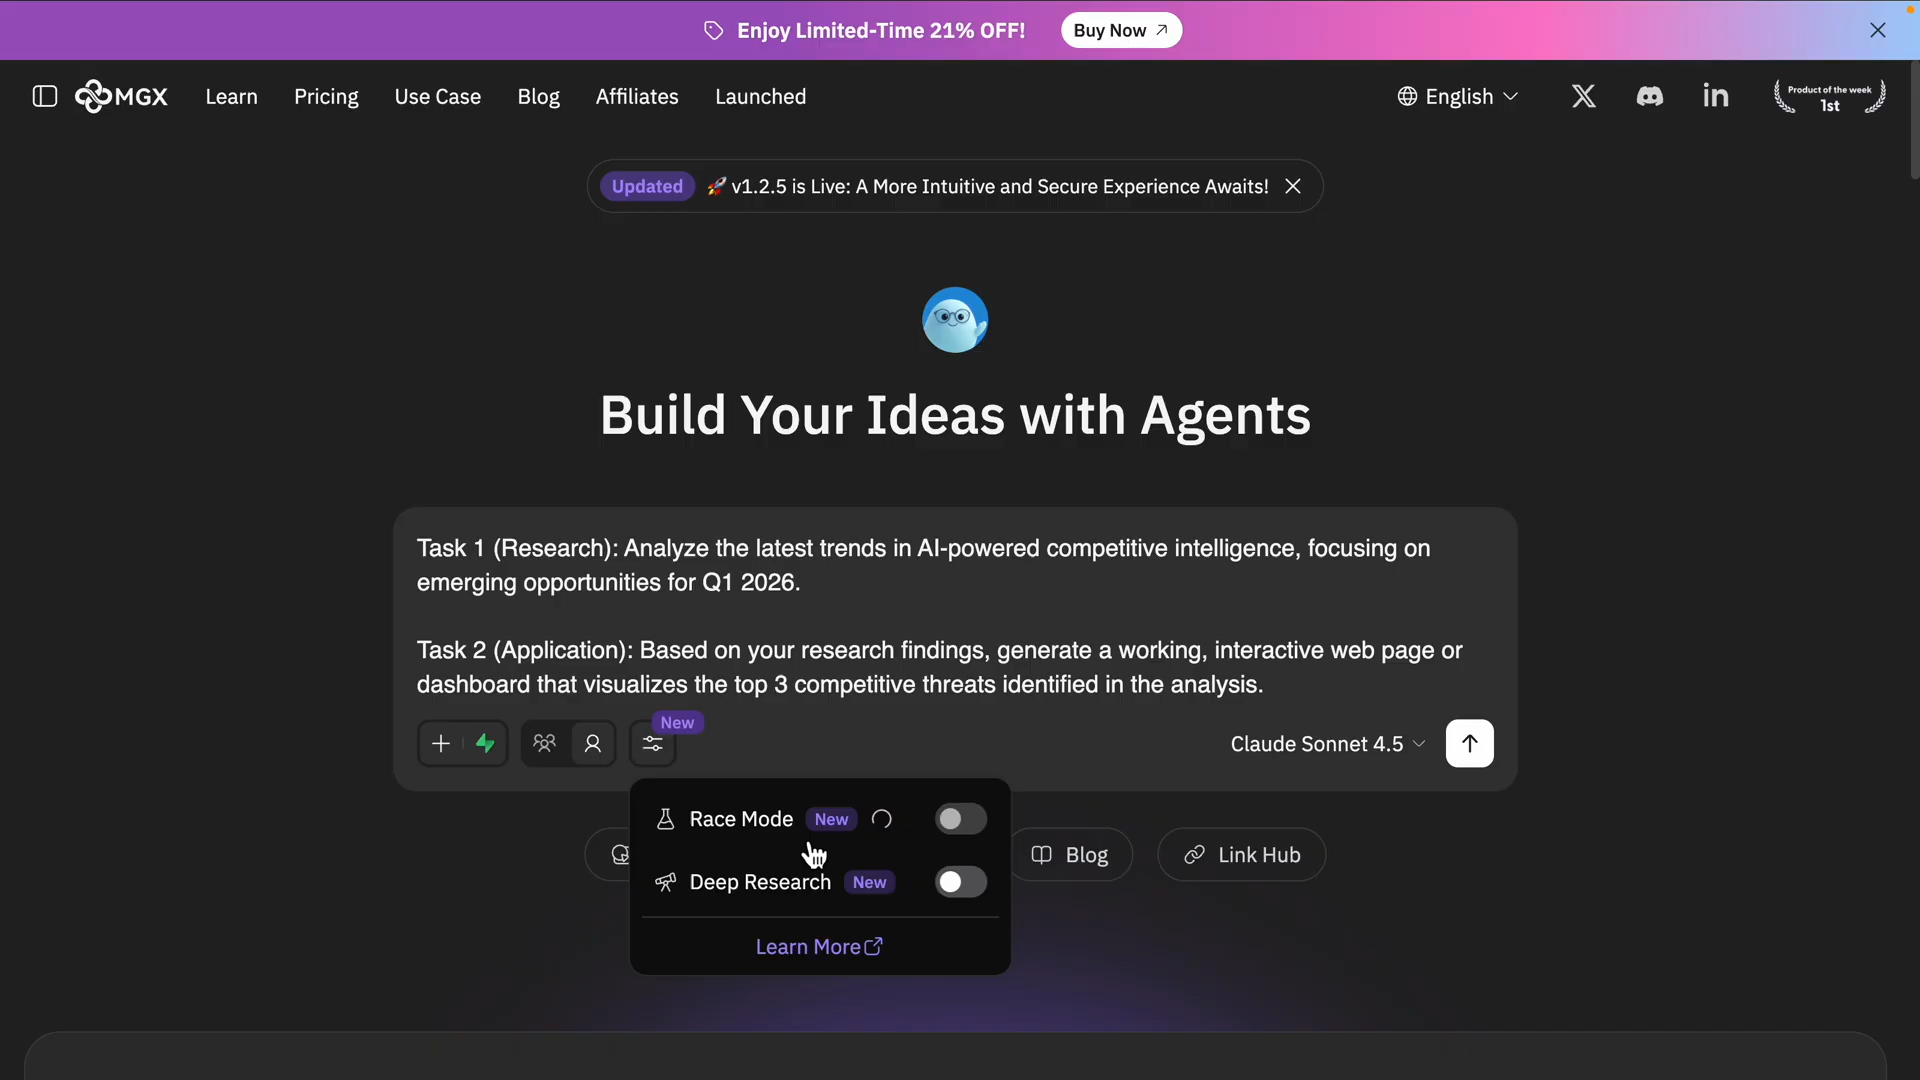 Enjoy Limited-Time 21% OFF!
Buy Now
MGX
Learn
Pricing
Use Case
Blog
Affiliates
Launched
English
Product of the week
1st
Updated
🚀 v1.2.5 is Live: A More Intuitive and Secure Experience Awaits!
Build Your Ideas with Agents
Task 1 (Research): Analyze the latest trends in AI-powered competitive intelligence, focusing on
emerging opportunities for Q1 2026.
Task 2 (Application): Based on your research findings, generate a working, interactive web page or
dashboard that visualizes the top 3 competitive threats identified in the analysis.
New
Claude Sonnet 4.5
Race Mode
New
Blog
Link Hub
Deep Research
New
Learn More